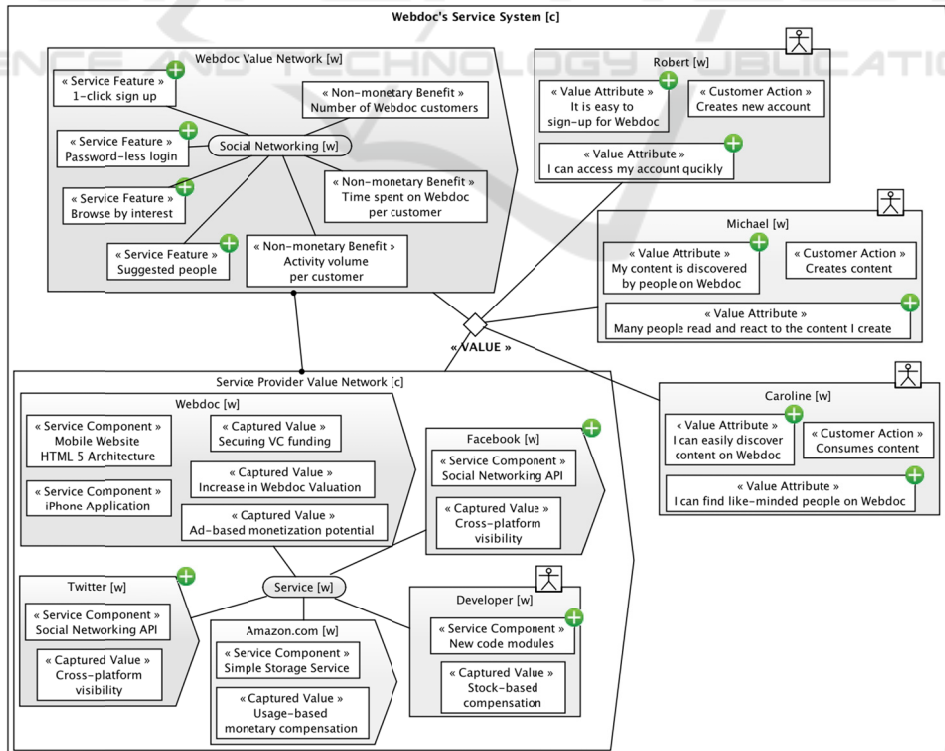 Webdoc's Service System [c]
ENCE AND TECHNOLOGY PUBLICATIO
Webdoc Value Network [w]
« Service Feature »
1-click sign up
« Non-monetary Benefit »
Number of Webdoc customers
« Service Feature »
Password-less login
Social Networking [w]
« Service Feature »
Browse by interest
« Non-monetary Benefit »
Time spent on Webdoc
per customer
« Service Feature »
Suggested people
« Non-monetary Benefit ›
Activity volume
per customer
Robert [w]
« Value Attribute »
It is easy to
sign-up for Webdoc
« Customer Action »
Creates new account
« Value Attribute »
I can access my account quickly
Michael [w]
« Value Attribute »
My content is discovered
by people on Webdoc
« Customer Action »
Creates content
« Value Attribute »
Many people read and react to the content I create
« VALUE »
Caroline [w]
‹ Value Attribute »
I can easily discover
content on Webdoc
« Customer Action »
Consumes content
« Value Attribute »
I can find like-minded people on Webdoc
Service Provider Value Network [c]
Webdoc [w]
« Service Component »
Mobile Website
HTML 5 Architecture
« Captured Value »
Securing VC funding
« Service Component »
iPhone Application
« Captured Value »
Increase in Webdoc Valuation
« Captured Value »
Ad-based monetization potential
Facebook [w]
« Service Component »
Social Networking API
« Captured Value »
Cross-platform
visibility
Service [w]
Twitter [w]
« Service Component »
Social Networking API
« Captured Value »
Cross-platform
visibility
Amazon.com [w]
« Service Component »
Simple Storage Service
« Captured Value »
Usage-based
monetary compensation
Developer [w]
« Service Component »
New code modules
« Captured Value »
Stock-based
compensation